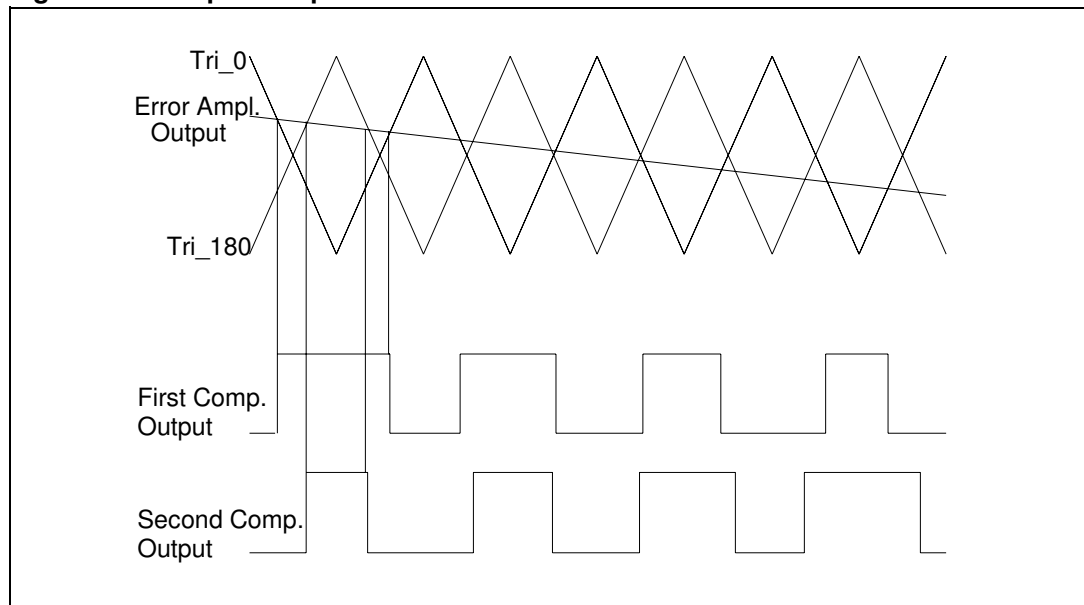 Tri_0
Error Ampl.
Output
Tri_180
First Comp.
Output
Second Comp.
Output